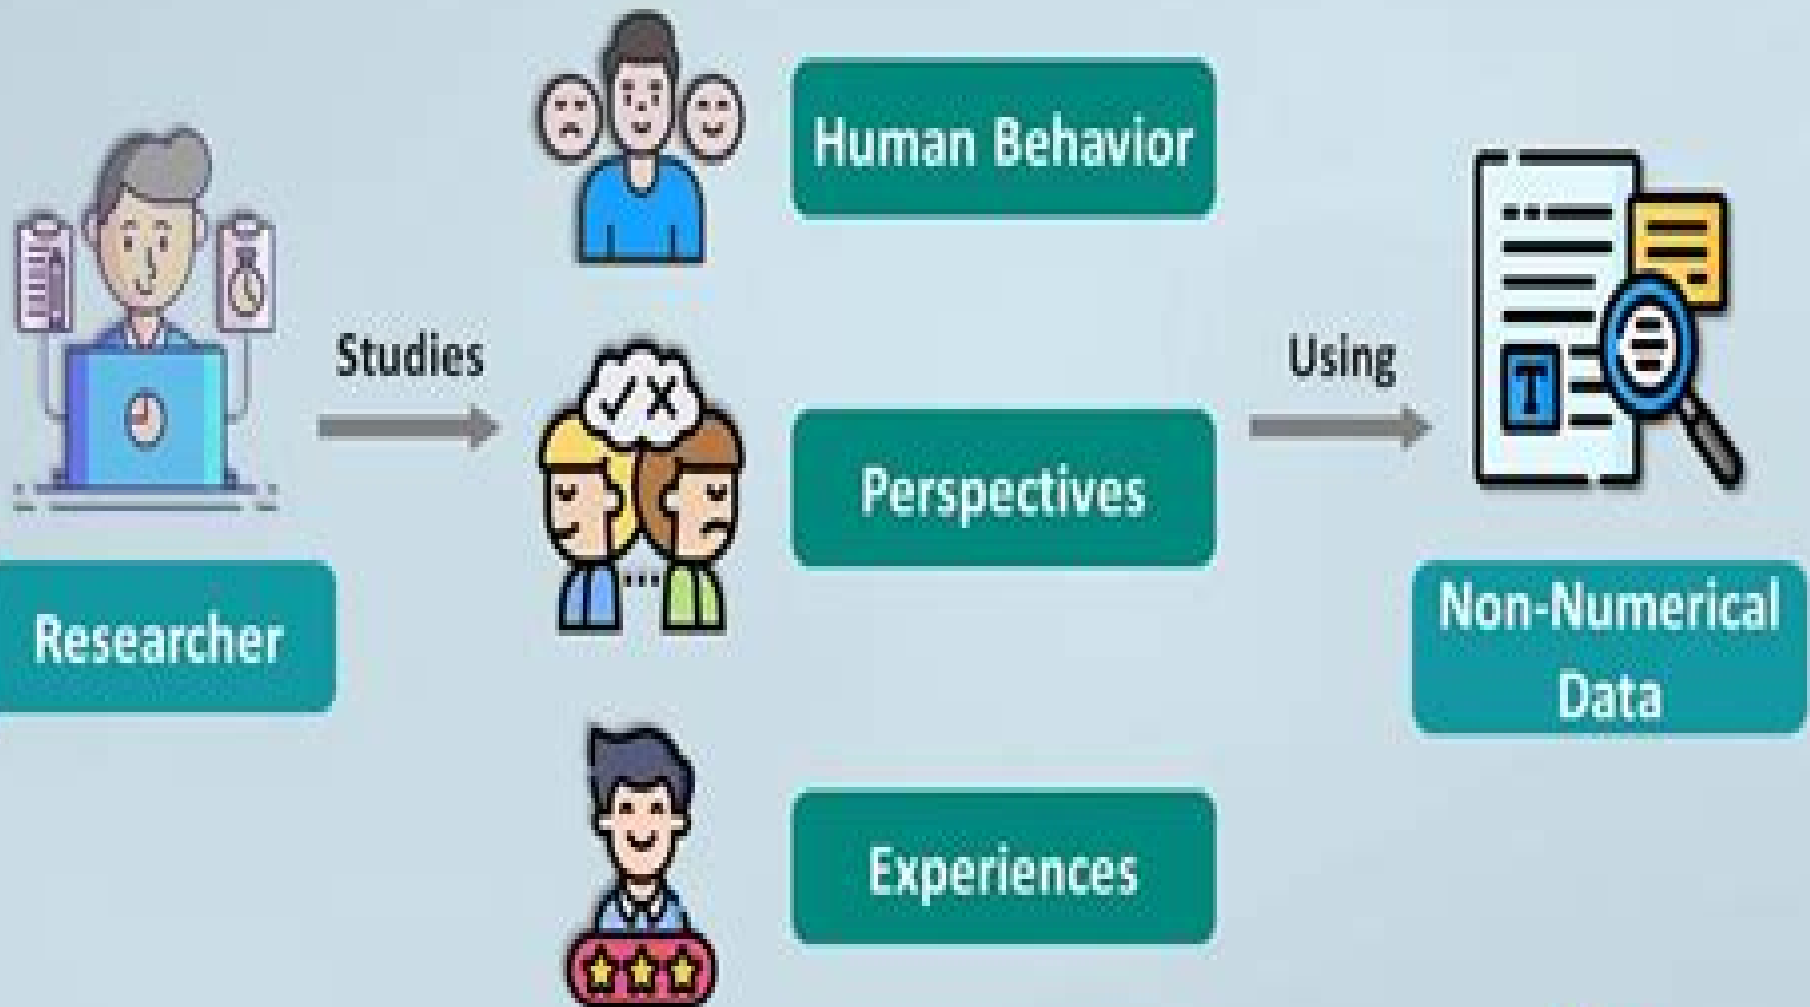 Researcher
Studies
Human Behavior
Perspectives
Experiences
Using
T
Non-Numerical
Data